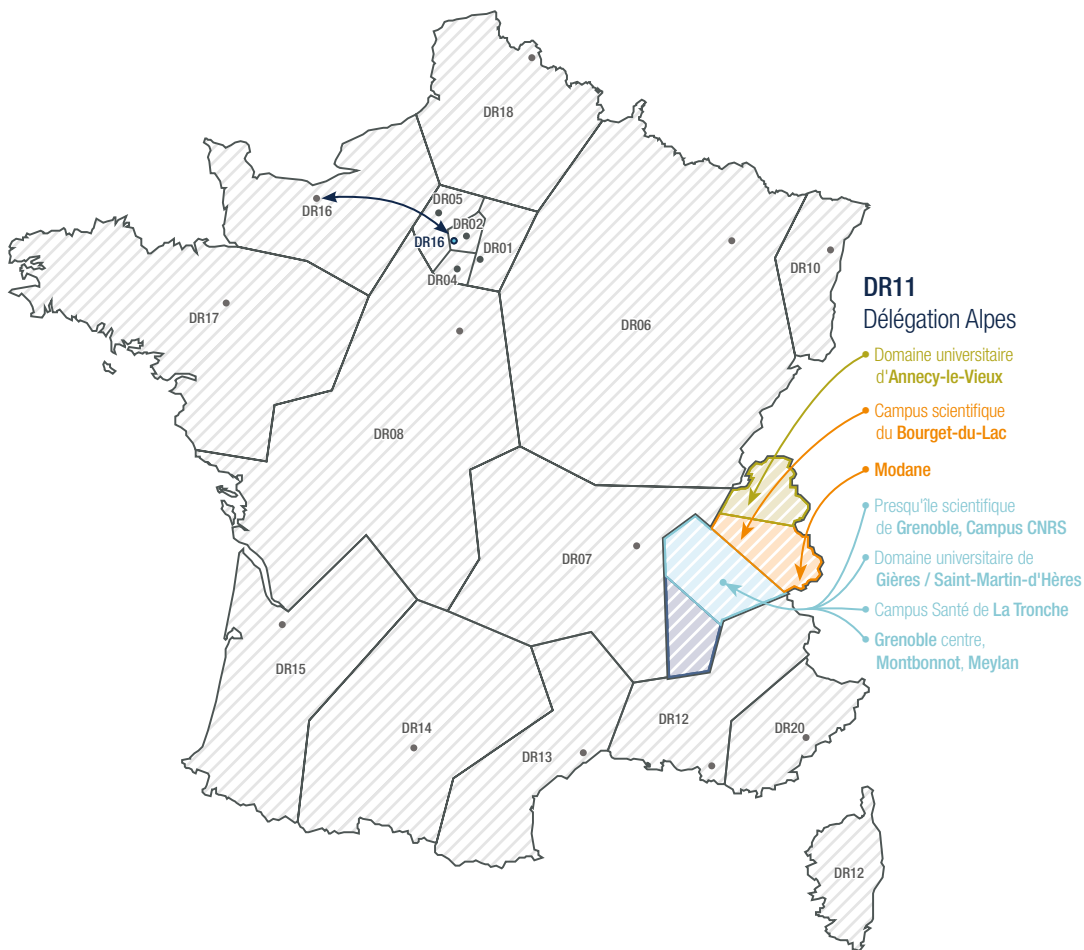 DR18
DR16
DR05
DR02
DR16
DR01
DR04
DR10
DR17
DR06
DR08
DR07
DR15
DR14
DR13
DR12
DR20
DR12
DR11
Délégation Alpes
Domaine universitaire
d'Annecy-le-Vieux
Campus scientifique
du Bourget-du-Lac
Modane
Presqu'île scientifique
de Grenoble, Campus CNRS
Domaine universitaire de
Gières / Saint-Martin-d'Hères
Campus Santé de La Tronche
Grenoble centre,
Montbonnot, Meylan